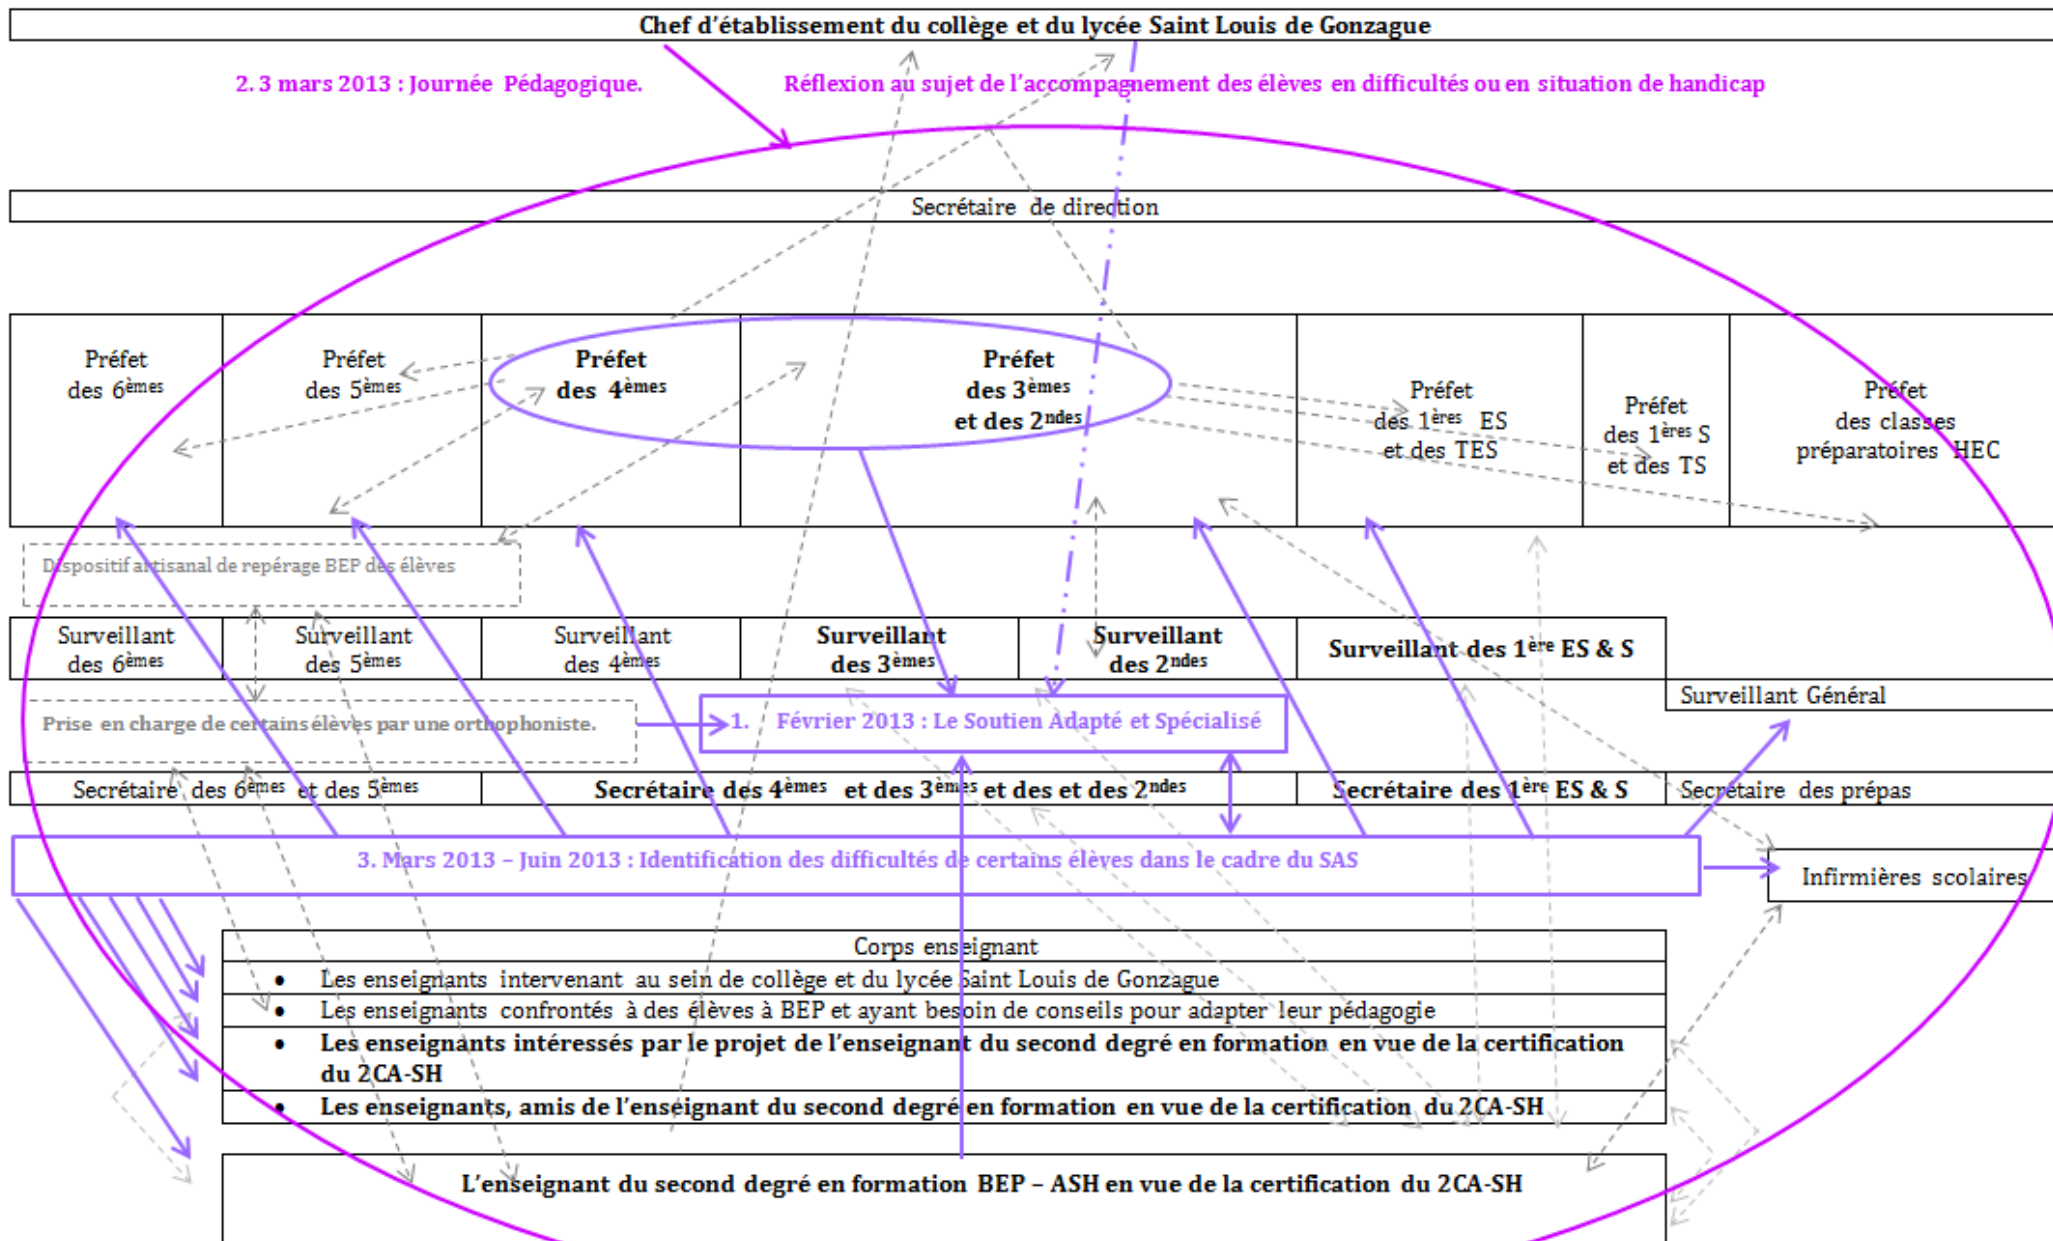 Chef d'établissement du collège et du lycée Saint Louis de Gonzague
2. 3 mars 2013 : Journée Pédagogique. Réflexion au sujet de l'accompagnement des élèves en difficultés ou en situation de handicap
Secrétaire de direction
Préfet
des 6èmes
Préfet
des 5èmes
Préfet
des 4èmes
Préfet
des 3èmes
et des 2ndes
Préfet
des 1ères ES
et des TES
Préfet
des 1ères S
et des TS
Préfet
des classes
préparatoires HEC
Dispositif artisanal de repérage BEP des élèves
Surveillant
des 6èmes
Surveillant
des 5èmes
Surveillant
des 4èmes
Surveillant
des 3èmes
Surveillant
des 2ndes
Surveillant des 1ère ES & S
Surveillant Général
Prise en charge de certains élèves par une orthophoniste.
1. Février 2013 : Le Soutien Adapté et Spécialisé
Secrétaire des 6èmes et des 5èmes
Secrétaire des 4èmes et des 3èmes et des et des 2ndes
Secrétaire des 1ère ES & S
Secrétaire des prépas
3. Mars 2013 – Juin 2013 : Identification des difficultés de certains élèves dans le cadre du SAS
Infirmières scolaires
Corps enseignant
• Les enseignants intervenant au sein de collège et du lycée Saint Louis de Gonzague
• Les enseignants confrontés à des élèves à BEP et ayant besoin de conseils pour adapter leur pédagogie
• Les enseignants intéressés par le projet de l'enseignant du second degré en formation en vue de la certification
du 2CA-SH
• Les enseignants, amis de l'enseignant du second degré en formation en vue de la certification du 2CA-SH
L'enseignant du second degré en formation BEP – ASH en vue de la certification du 2CA-SH